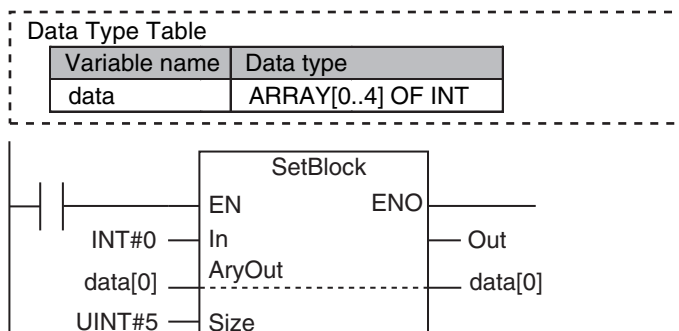 Data Type Table
Variable name Data type
data ARRAY[0..4] OF INT
SetBlock
EN ENO
INT#0 In Out
data[0] AryOut data[0]
UINT#5 Size